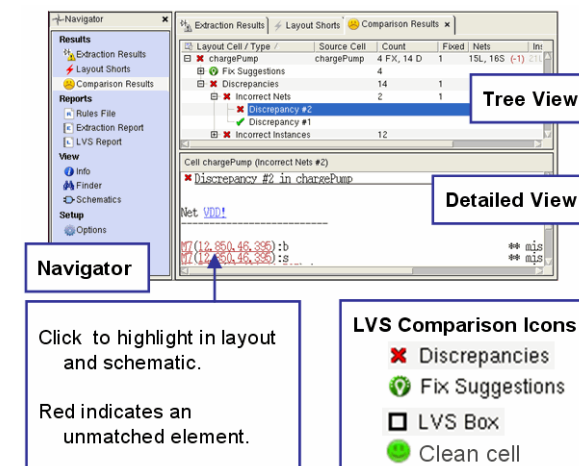 Navigator
Results
Extraction Results
Layout Shorts
Comparison Results
Reports
Rules File
Extraction Report
LVS Report
View
Info
Finder
Schematics
Setup
Options
Extraction Results Layout Shorts Comparison Results
Layout Cell / Type / Source Cell Count Fixed Nets
chargePump chargePump 4 FX, 14 D 1 15L, 16S (-1)
Fix Suggestions 4
Discrepancies 14 1
Incorrect Nets 2 1
Discrepancy #2
Discrepancy #1
Incorrect Instances 12
Tree View
Cell chargePump (Incorrect Nets #2)
Discrepancy #2 in chargePump
Net VDD!
-------------------------
M7(12.850,46.395):b ** mis
M7(12.850,46.395):s ** mis
Detailed View
Navigator
Click to highlight in layout
and schematic.
Red indicates an
unmatched element.
LVS Comparison Icons
Discrepancies
Fix Suggestions
LVS Box
Clean cell